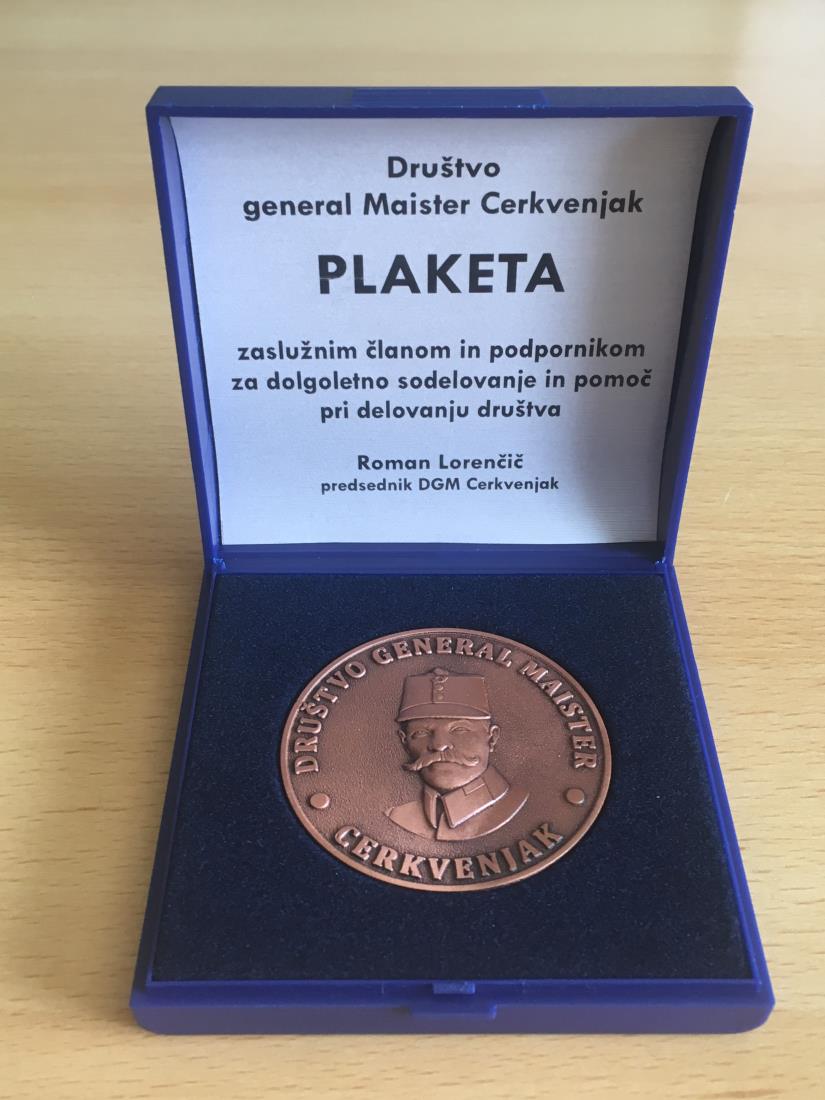 Društvo
general Maister Cerkvenjak
PLAKETA
zaslužnim članom in podpornikom
za dolgoletno sodelovanje in pomoč
pri delovanju društva
Roman Lorenčič
predsednik DGM Cerkvenjak
DRUŠTVO GENERAL MAISTER
CERKVENJAK